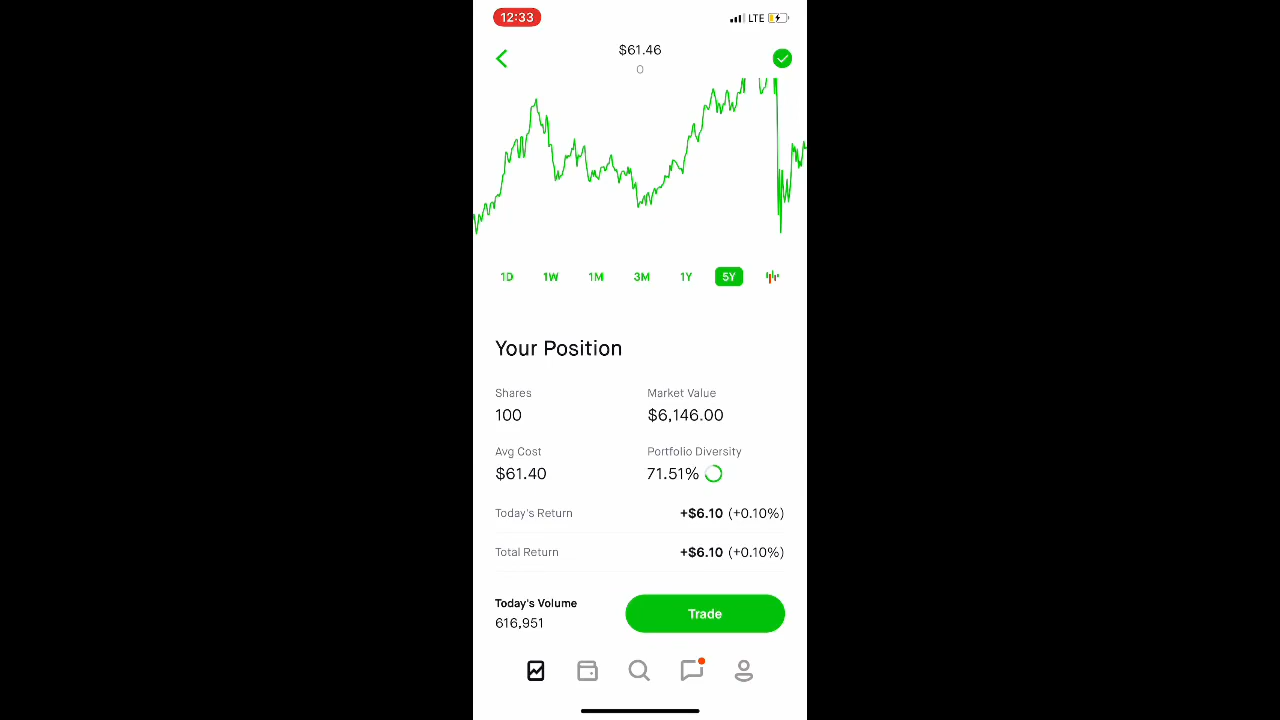 12:33 LTE
$61.46
O
1D 1W 1M 3M 1Y 5Y
Your Position
Shares Market Value
100 $6,146.00
Avg Cost Portfolio Diversity
$61.40 71.51%
Today's Return +$6.10 (+0.10%)
Total Return +$6.10 (+0.10%)
Today's Volume
616,951
Trade